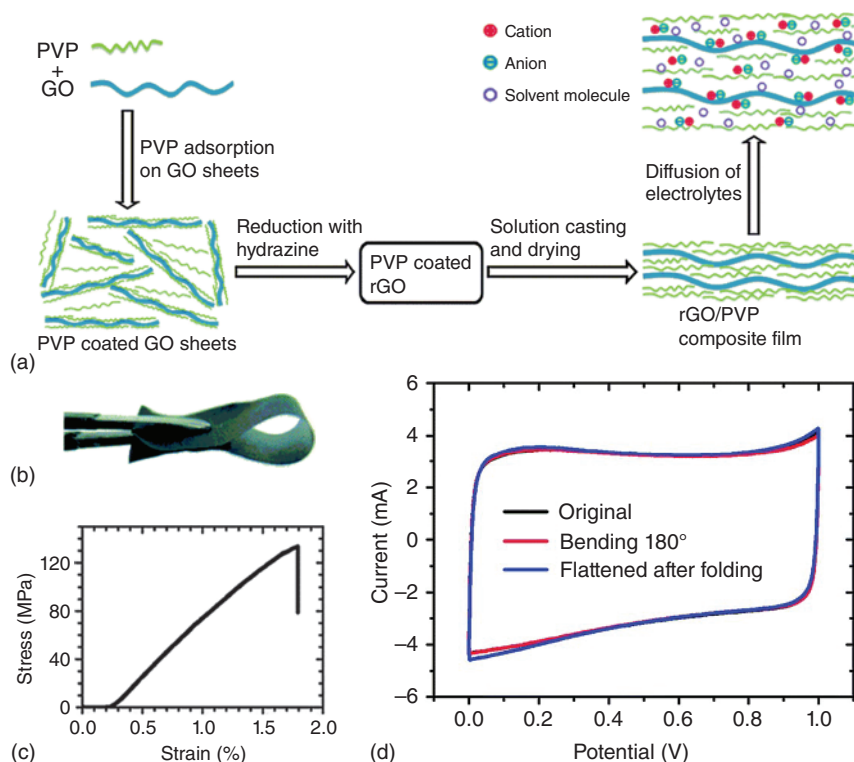 PVP
+
GO
PVP adsorption
on GO sheets
PVP coated GO sheets
Reduction with
hydrazine
PVP coated
rGO
Solution casting
and drying
rGO/PVP
composite film
Diffusion of
electrolytes
Cation
Anion
Solvent molecule
(a)
(b)
120
80
40
0
0.0 0.5 1.0 1.5 2.0
Stress (MPa)
Strain (%)
(c)
6
4
2
0
−2
−4
−6
0.0 0.2 0.4 0.6 0.8 1.0
Current (mA)
Potential (V)
Original
Bending 180°
Flattened after folding
(d)